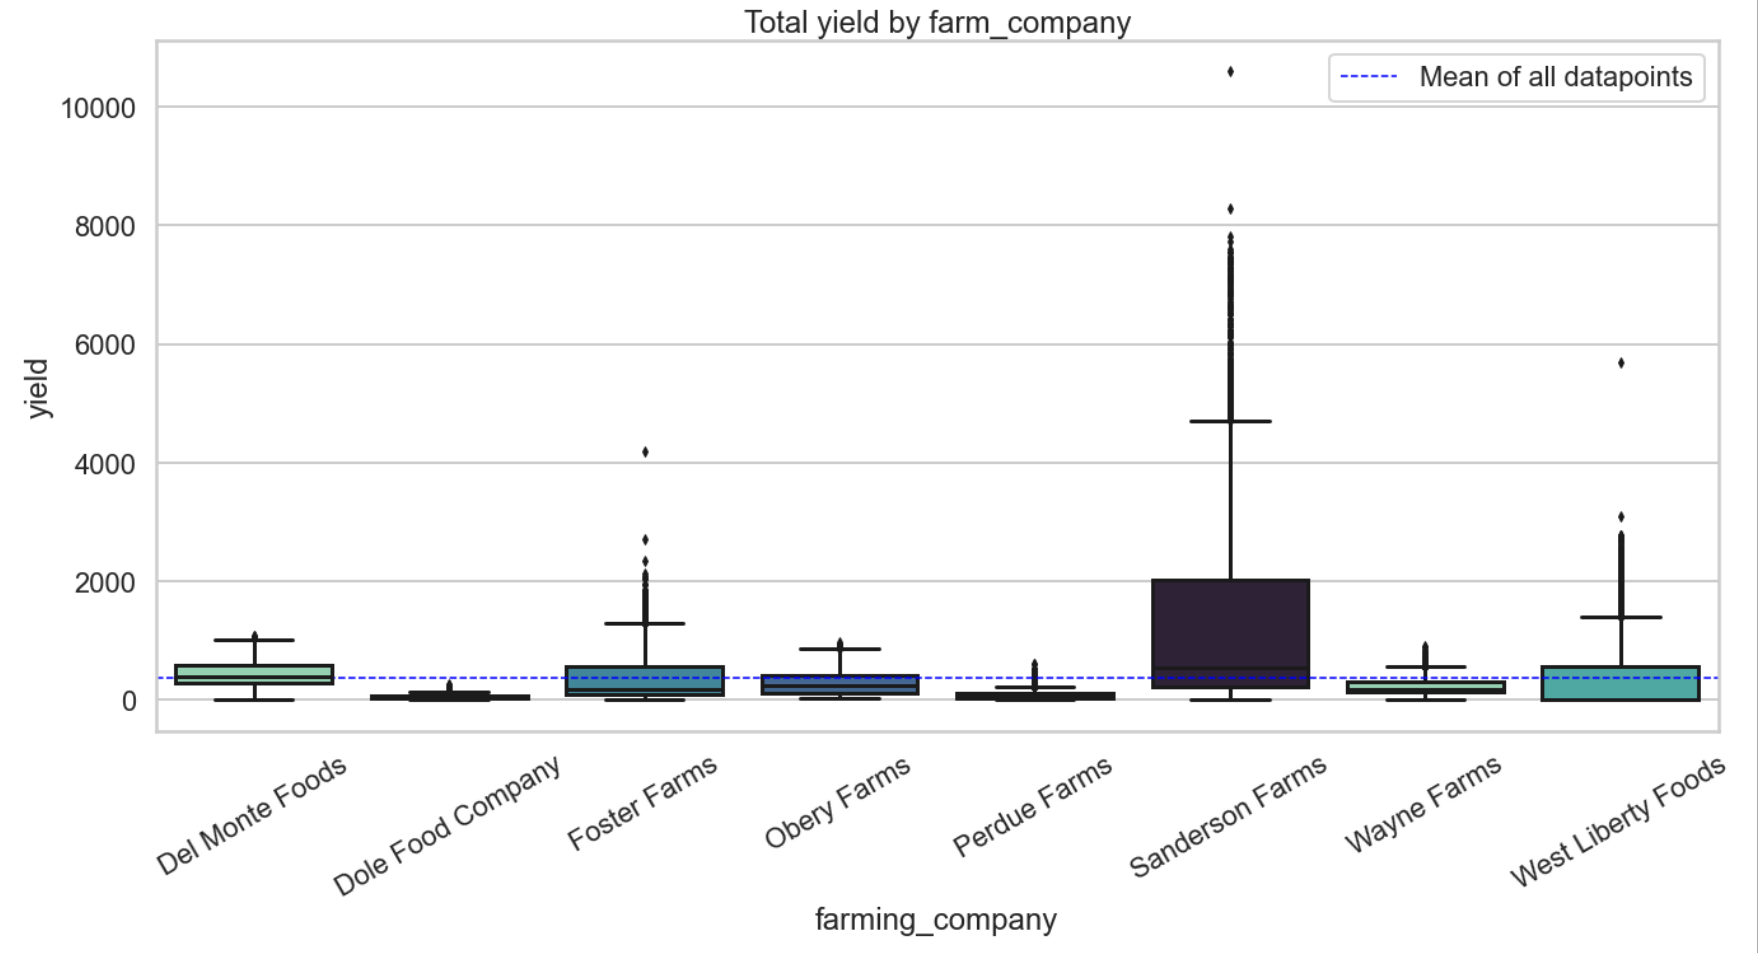 Total yield by farm_company
Mean of all datapoints
10000
8000
6000
4000
2000
0
yield
Del Monte Foods
Dole Food Company
Foster Farms
Obery Farms
Perdue Farms
Sanderson Farms
Wayne Farms
West Liberty Foods
farming_company